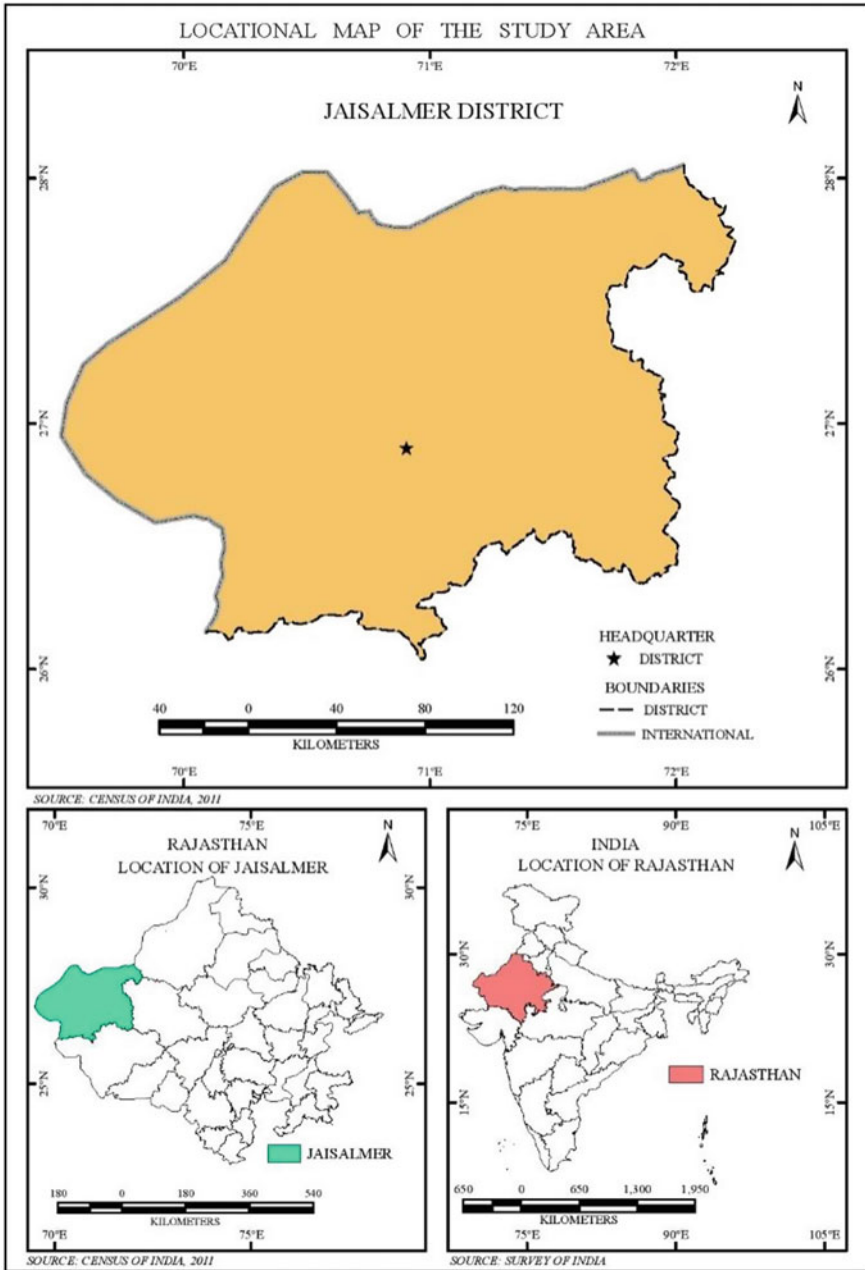 LOCATIONAL MAP OF THE STUDY AREA
70°E 71°E 72°E
JAISALMER DISTRICT
N
28°N 28°N
27°N 27°N
26°N 26°N
HEADQUARTER
DISTRICT
BOUNDARIES
DISTRICT
INTERNATIONAL
40 0 40 80 120
KILOMETERS
70°E 71°E 72°E
SOURCE: CENSUS OF INDIA, 2011
70°E 75°E
RAJASTHAN
LOCATION OF JAISALMER
N
30°N 30°N
25°N 25°N
JAISALMER
180 0 180 360 540
KILOMETERS
70°E 75°E
SOURCE: CENSUS OF INDIA, 2011
75°E 90°E 105°E
INDIA
LOCATION OF RAJASTHAN
N
30°N 30°N
RAJASTHAN
15°N 15°N
650 0 650 1,300 1,950
KILOMETERS
75°E 90°E
SOURCE: SURVEY OF INDIA